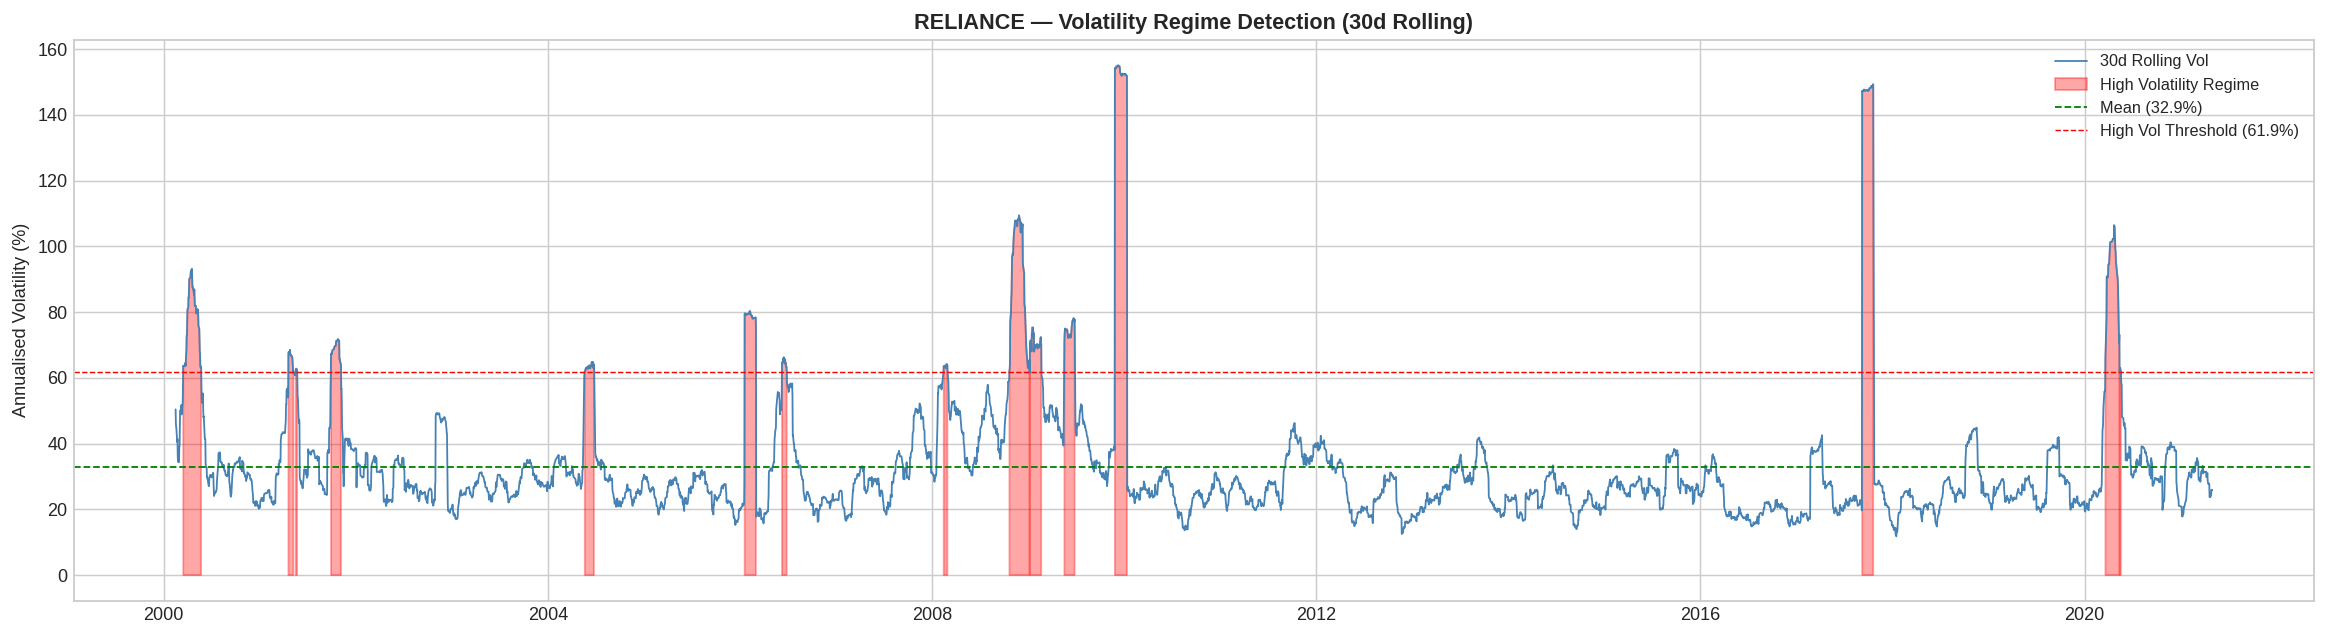 RELIANCE — Volatility Regime Detection (30d Rolling)
160
140
120
100
80
60
40
20
0
Annualised Volatility (%)
30d Rolling Vol
High Volatility Regime
Mean (32.9%)
High Vol Threshold (61.9%)
2000
2004
2008
2012
2016
2020